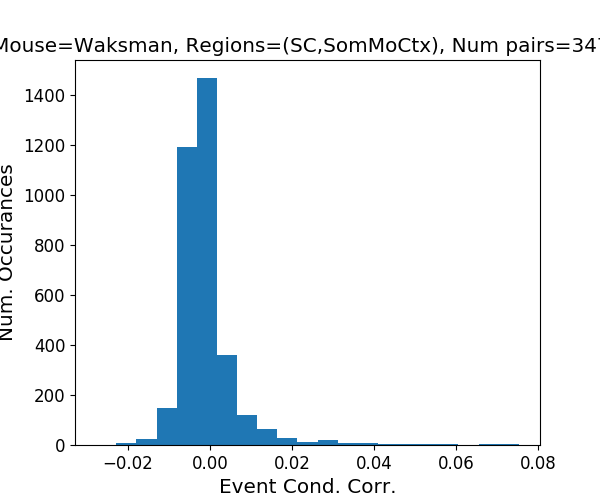 Mouse=Waksman, Regions=(SC,SomMoCtx), Num pairs=347
Num. Occurances
1400
1200
1000
800
600
400
200
0
−0.02 0.00 0.02 0.04 0.06 0.08
Event Cond. Corr.